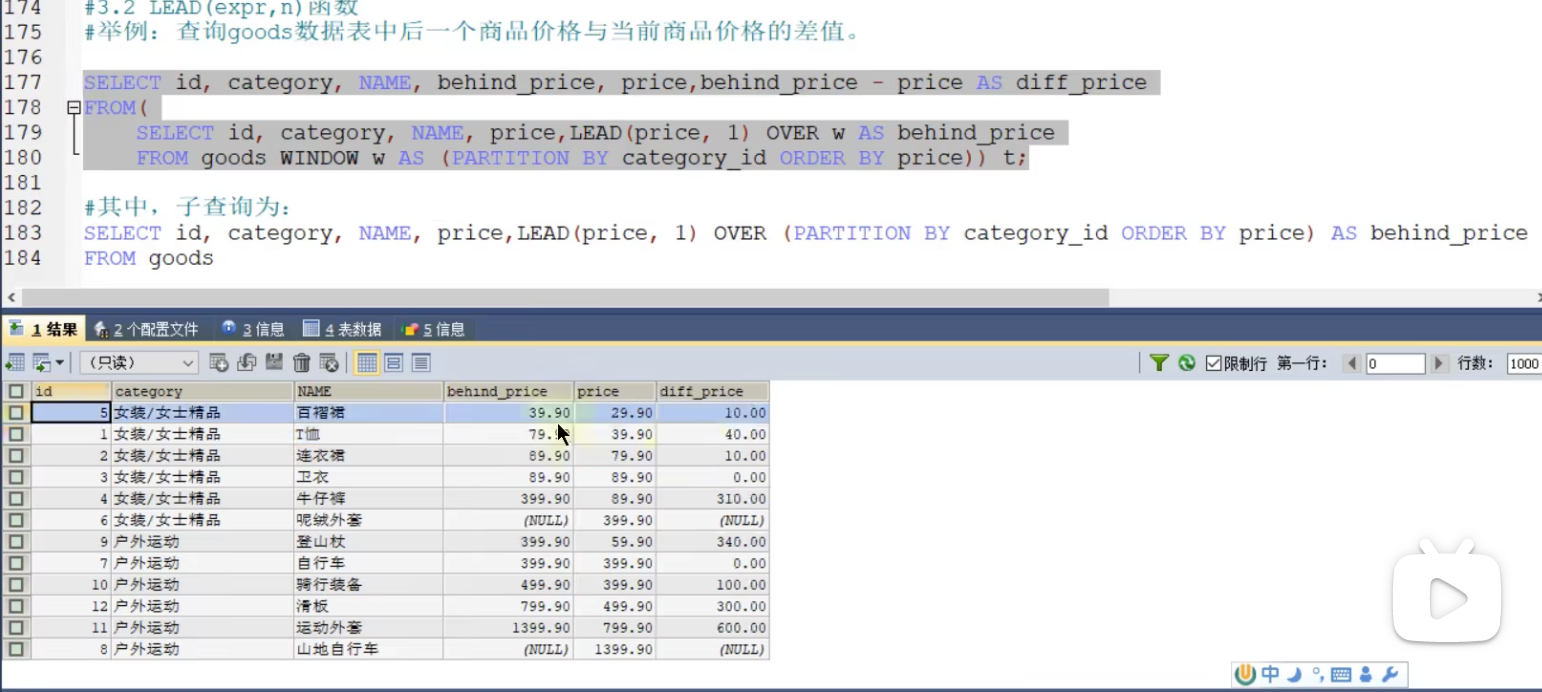 174 #3.2 LEAD(expr,n)函数
175 #举例：查询goods数据表中后一个商品价格与当前商品价格的差值。
176
177 SELECT id, category, NAME, behind_price, price,behind_price - price AS diff_price
178 FROM(
179 SELECT id, category, NAME, price,LEAD(price, 1) OVER w AS behind_price
180 FROM goods WINDOW w AS (PARTITION BY category_id ORDER BY price)) t;
181
182 #其中，子查询为：
183 SELECT id, category, NAME, price,LEAD(price, 1) OVER (PARTITION BY category_id ORDER BY price) AS behind_price
184 FROM goods
1 结果 2 个配置文件 3 信息 4 表数据 5 信息
（只读） 限制行 第一行： 0 行数： 1000
id category NAME behind_price price diff_price
5 女装/女士精品 百褶裙 39.90 29.90 10.00
1 女装/女士精品 T恤 79.90 39.90 40.00
2 女装/女士精品 连衣裙 89.90 79.90 10.00
3 女装/女士精品 卫衣 89.90 89.90 0.00
4 女装/女士精品 牛仔裤 399.90 89.90 310.00
6 女装/女士精品 呢绒外套 (NULL) 399.90 (NULL)
9 户外运动 登山杖 399.90 59.90 340.00
7 户外运动 自行车 399.90 399.90 0.00
10 户外运动 骑行装备 499.90 399.90 100.00
12 户外运动 滑板 799.90 499.90 300.00
11 户外运动 运动外套 1399.90 799.90 600.00
8 户外运动 山地自行车 (NULL) 1399.90 (NULL)
中